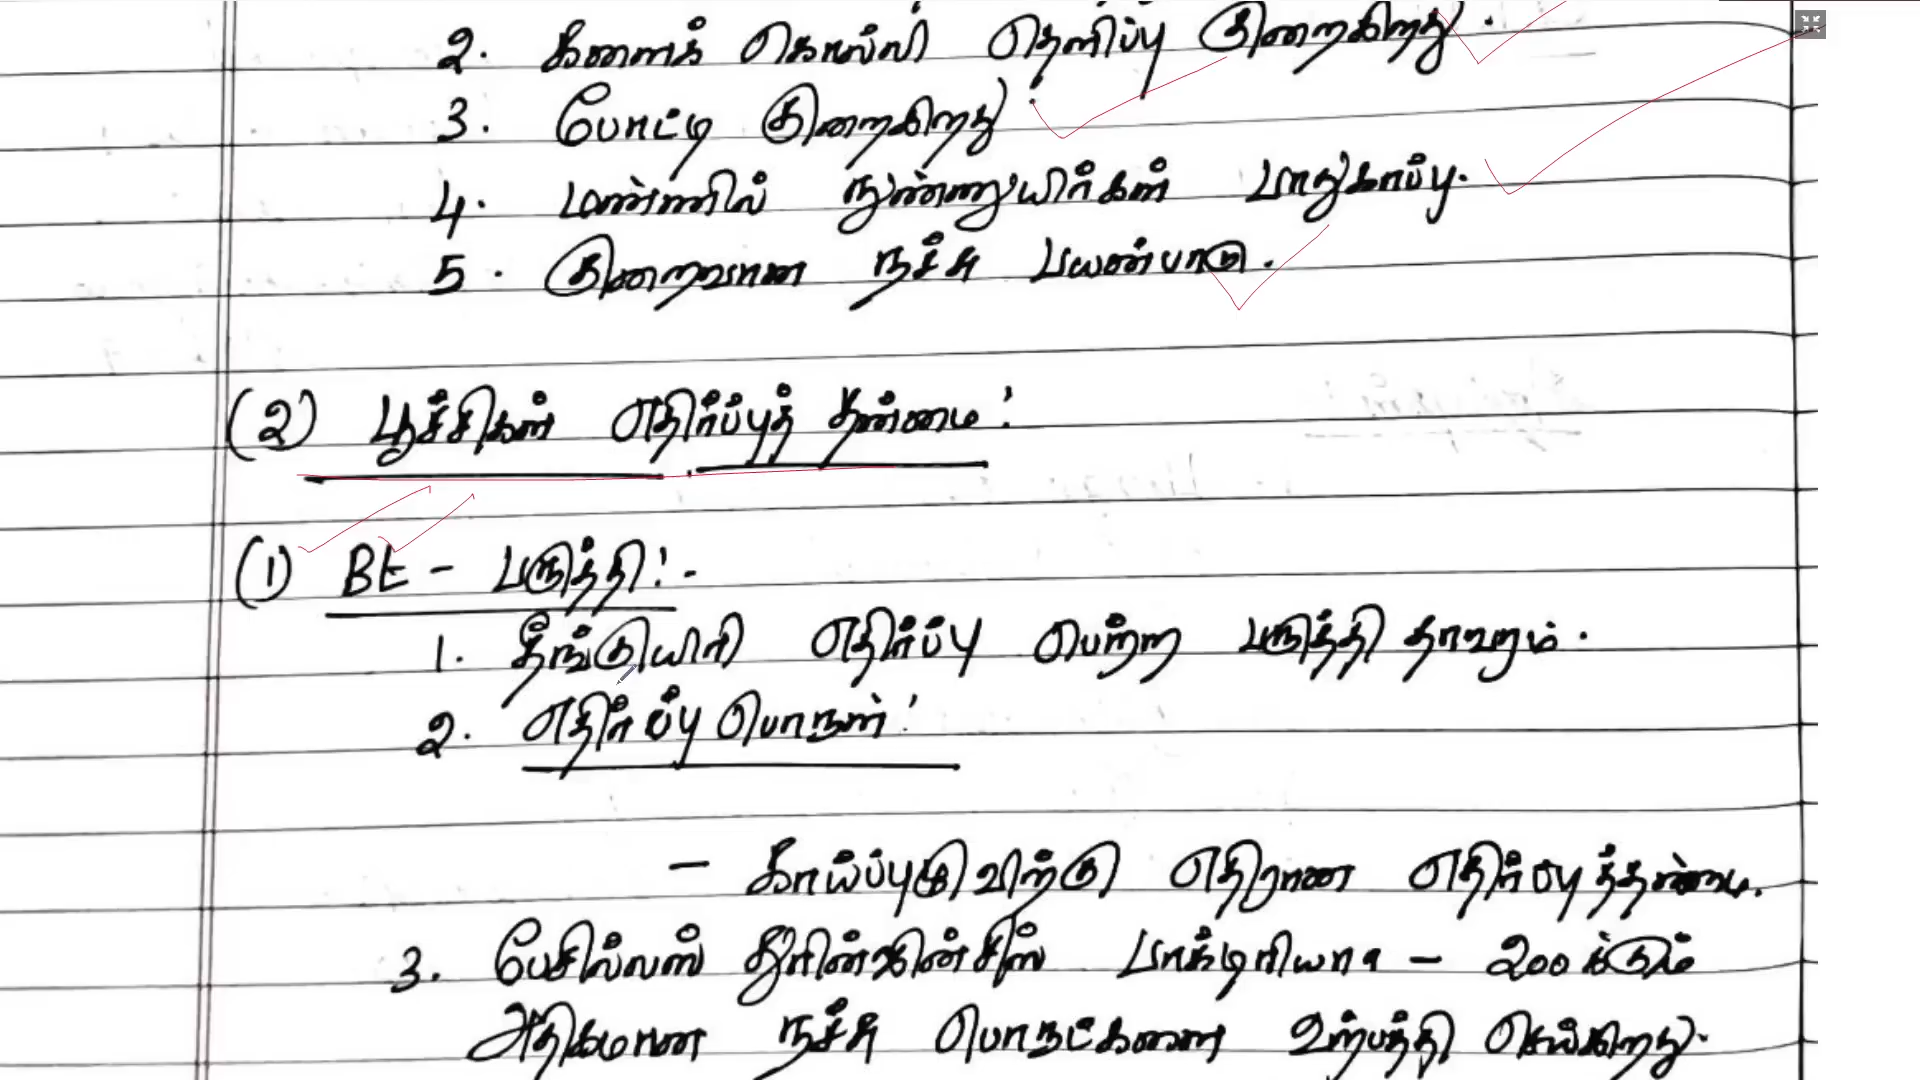 2. களைக் கொல்லி தெளிப்பு குறைகிறது.
3. போட்டி குறைகிறது.
4. மண்ணில் நுண்ணுயிர்கள் பாதுகாப்பு.
5. குறைவான நச்சு பயன்பாடு.
(2) பூச்சிகள் எதிர்ப்புத் தன்மை:
(1) Bt - பருத்தி:-
1. தீங்குயிரி எதிர்ப்பு பெற்ற பருத்தி தாவரம்.
2. எதிர்ப்பு பொருள்:
- காய்ப்புழுவிற்கு எதிரான எதிர்ப்புத்தன்மை.
3. பேசில்லஸ் துரின்ஜின்சிஸ் பாக்டிரியா - 200க்கும்
அதிகமான நச்சு பொருட்களை உற்பத்தி செய்கிறது.